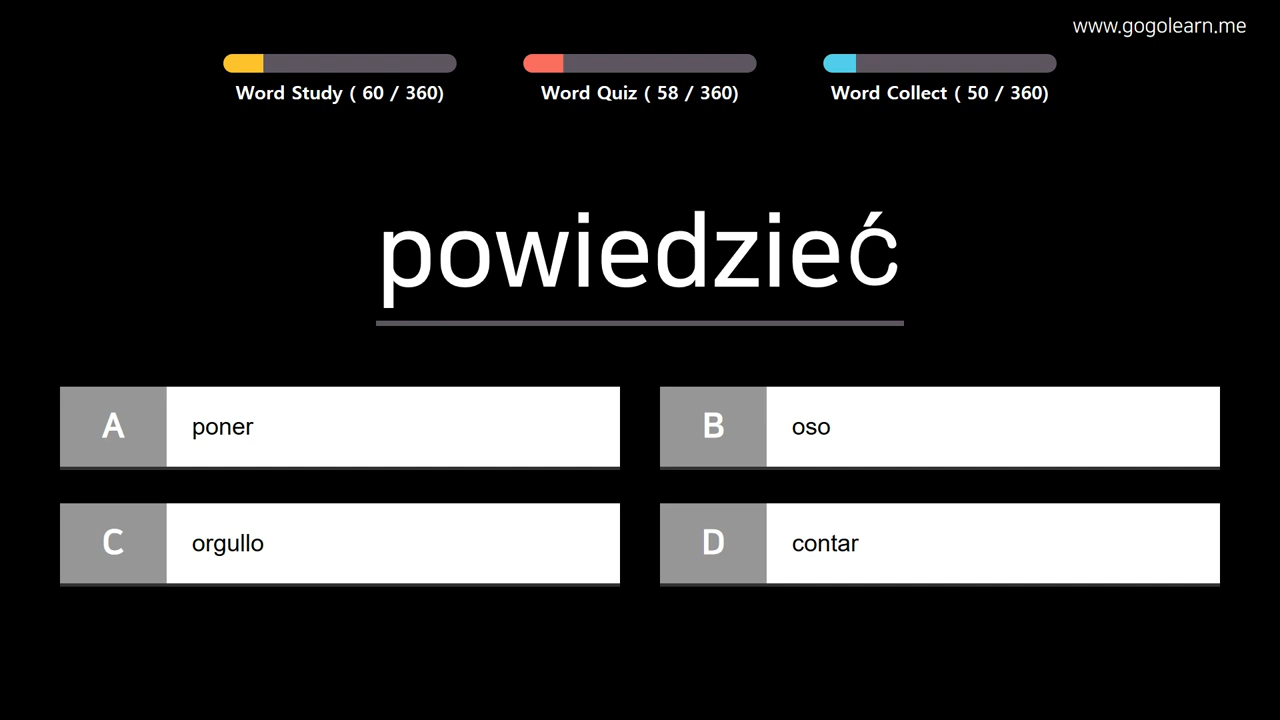 www.gogolearn.me
Word Study ( 60 / 360)
Word Quiz ( 58 / 360)
Word Collect ( 50 / 360)
powiedzieć
A poner
B oso
C orgullo
D contar